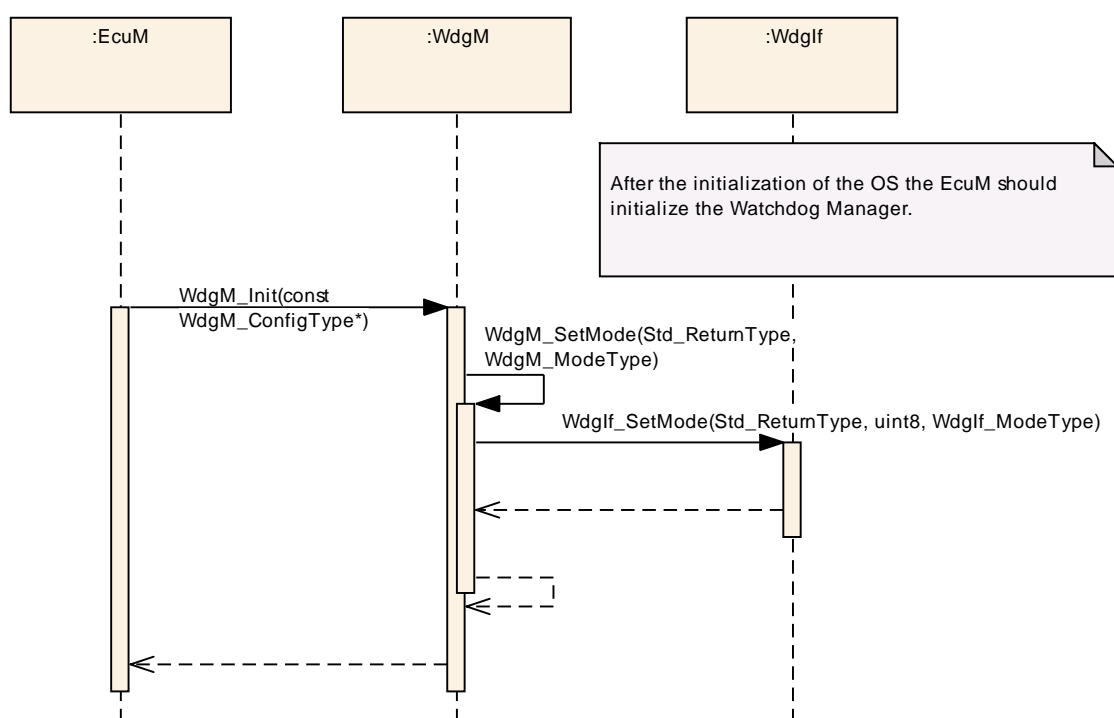 :EcuM
:WdgM
:WdgIf
After the initialization of the OS the EcuM should
initialize the Watchdog Manager.
WdgM_Init(const
WdgM_ConfigType*)
WdgM_SetMode(Std_ReturnType,
WdgM_ModeType)
WdgIf_SetMode(Std_ReturnType, uint8, WdgIf_ModeType)